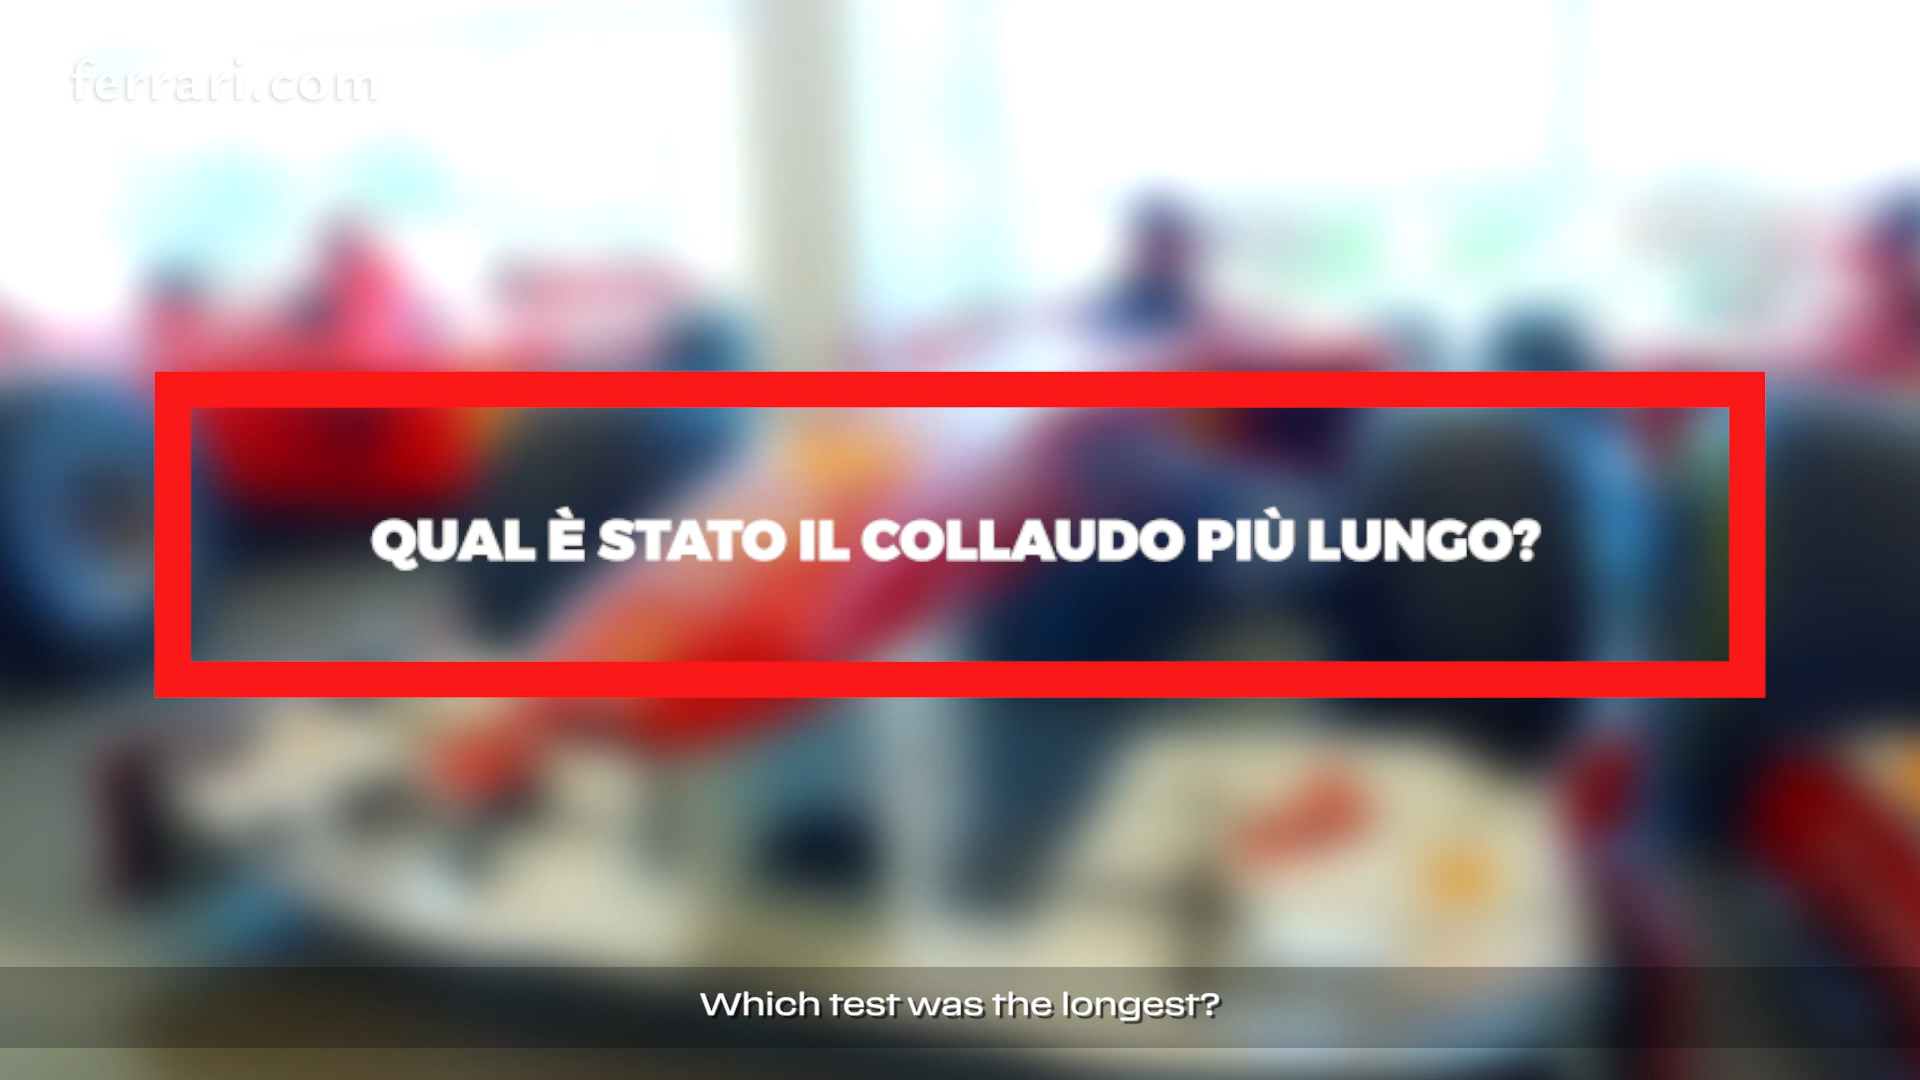 ferrari.com
QUAL È STATO IL COLLAUDO PIÙ LUNGO?
Which test was the longest?